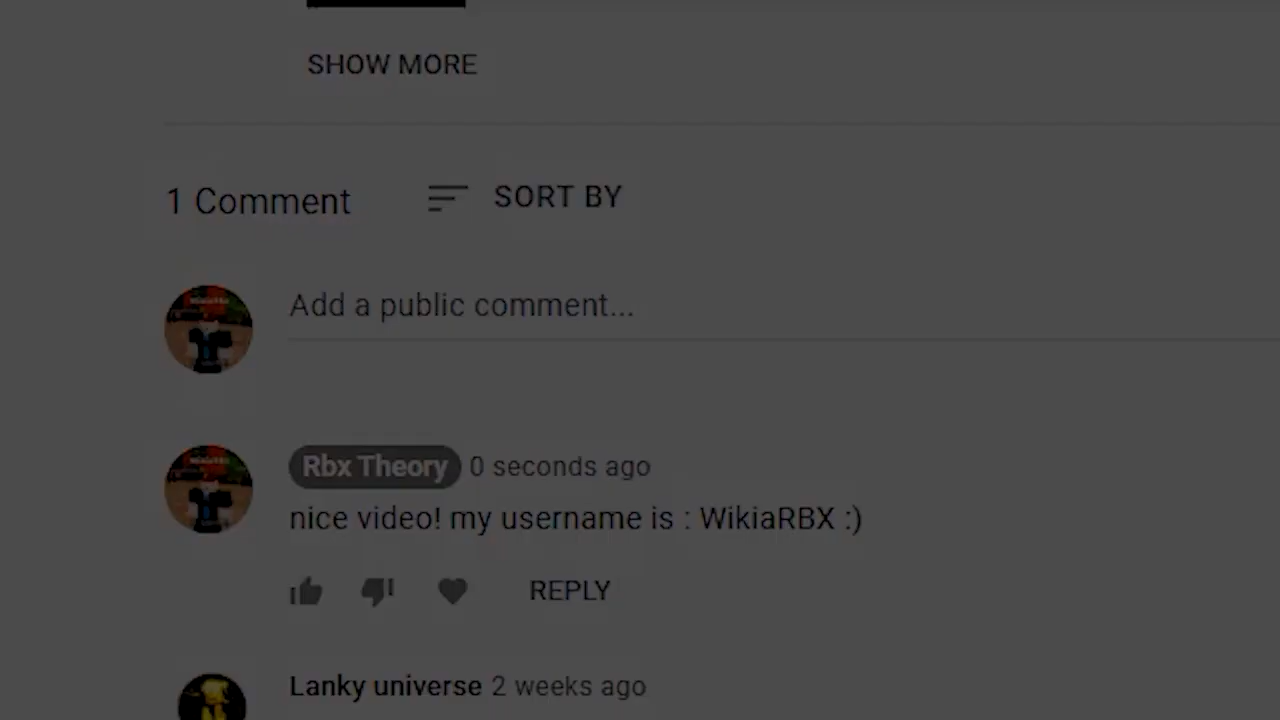 SHOW MORE
1 Comment
SORT BY
Add a public comment...
Rbx Theory 0 seconds ago
nice video! my username is : WikiaRBX :)
REPLY
Lanky universe 2 weeks ago